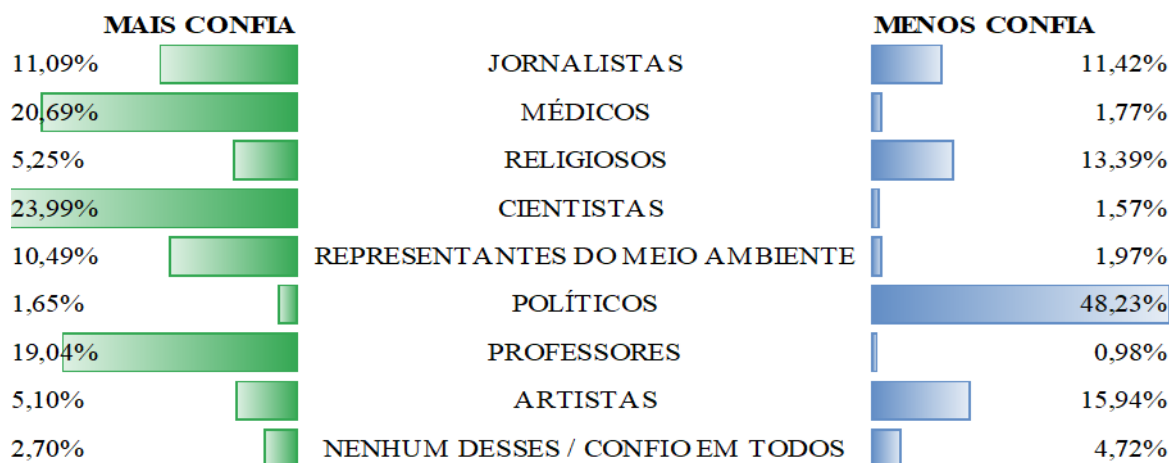 MAIS CONFIA MENOS CONFIA
11,09% JORNALISTAS 11,42%
20,69% MÉDICOS 1,77%
5,25% RELIGIOSOS 13,39%
23,99% CIENTISTAS 1,57%
10,49% REPRESENTANTES DO MEIO AMBIENTE 1,97%
1,65% POLÍTICOS 48,23%
19,04% PROFESSORES 0,98%
5,10% ARTISTAS 15,94%
2,70% NENHUM DESSES / CONFIO EM TODOS 4,72%